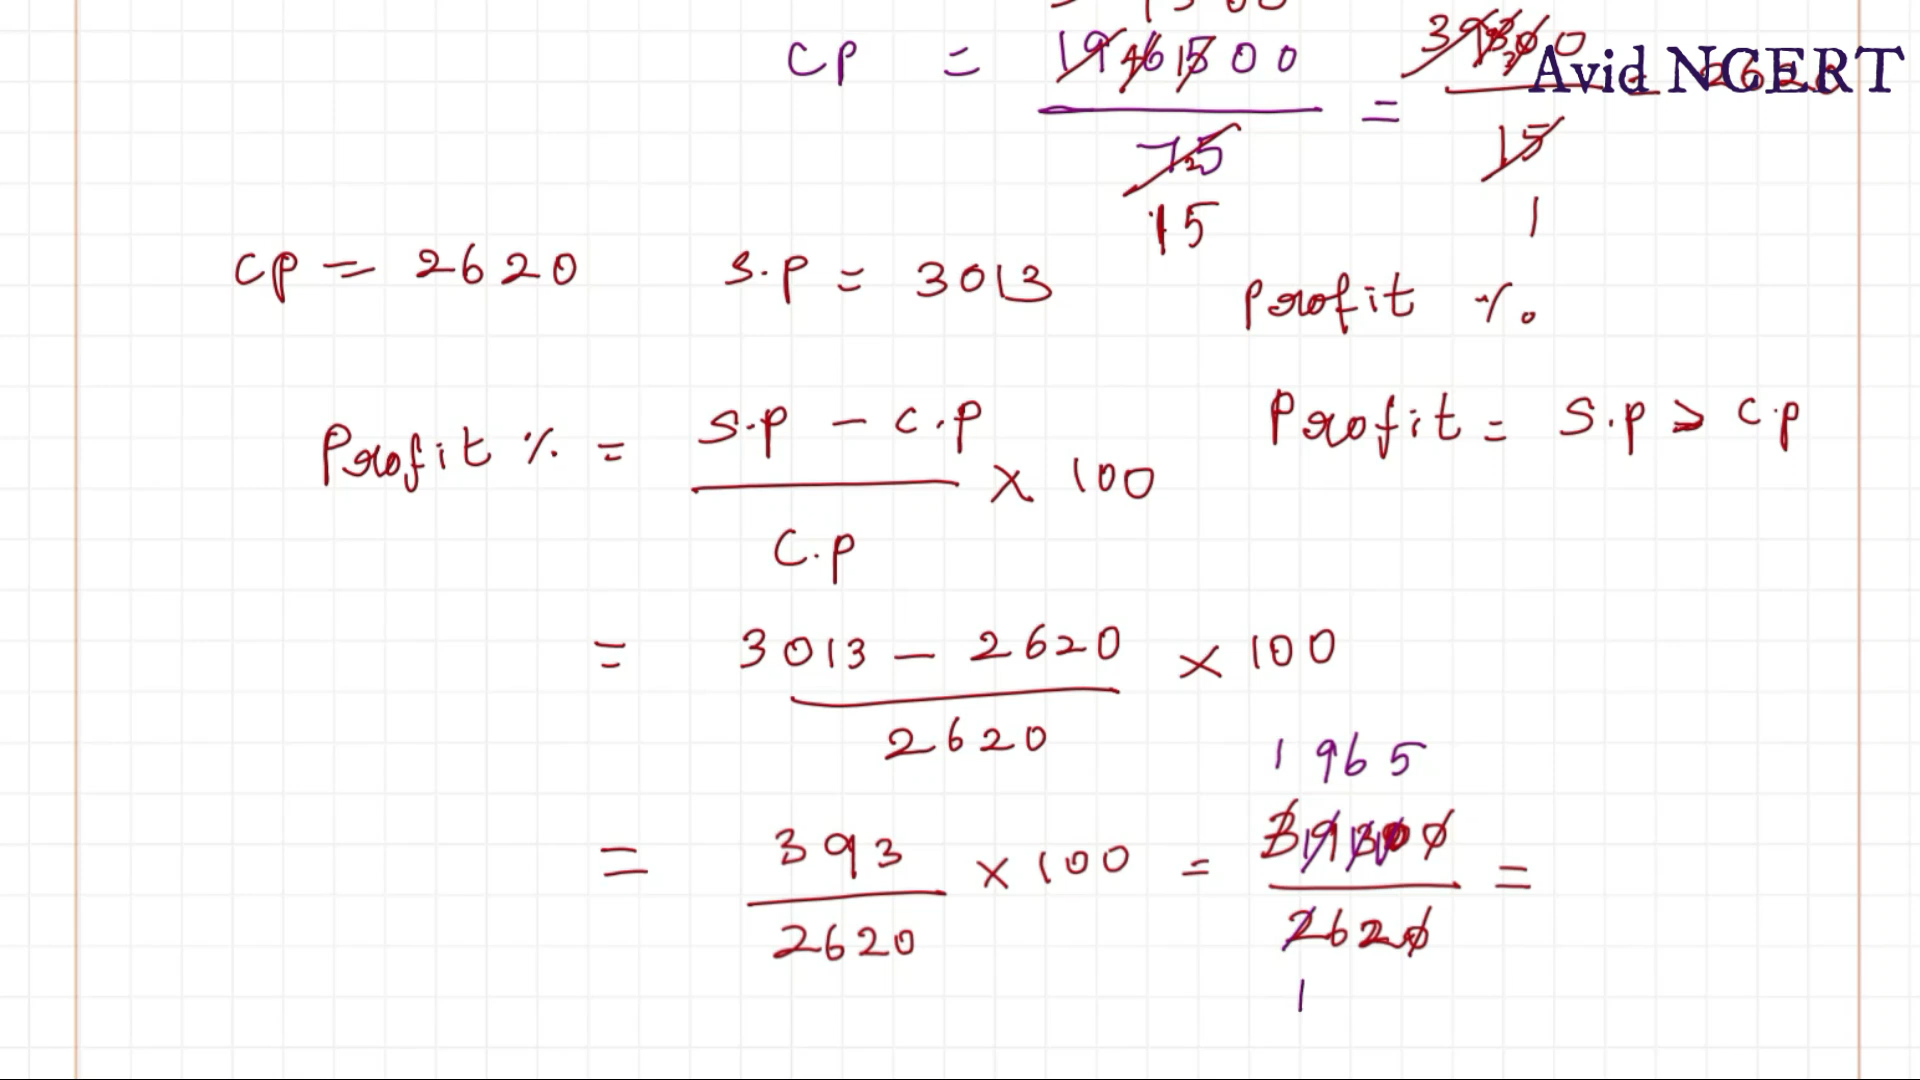 CP = 196500 / 75 = 39300 / 15 = 2620
15 1
Avid NCERT
CP = 2620 S.P = 3013 Profit %
Profit % = S.P - C.P / C.P × 100 Profit = S.P > C.P
= 3013 - 2620 / 2620 × 100
1965
= 393 / 2620 × 100 = 39300 / 2620 =
1